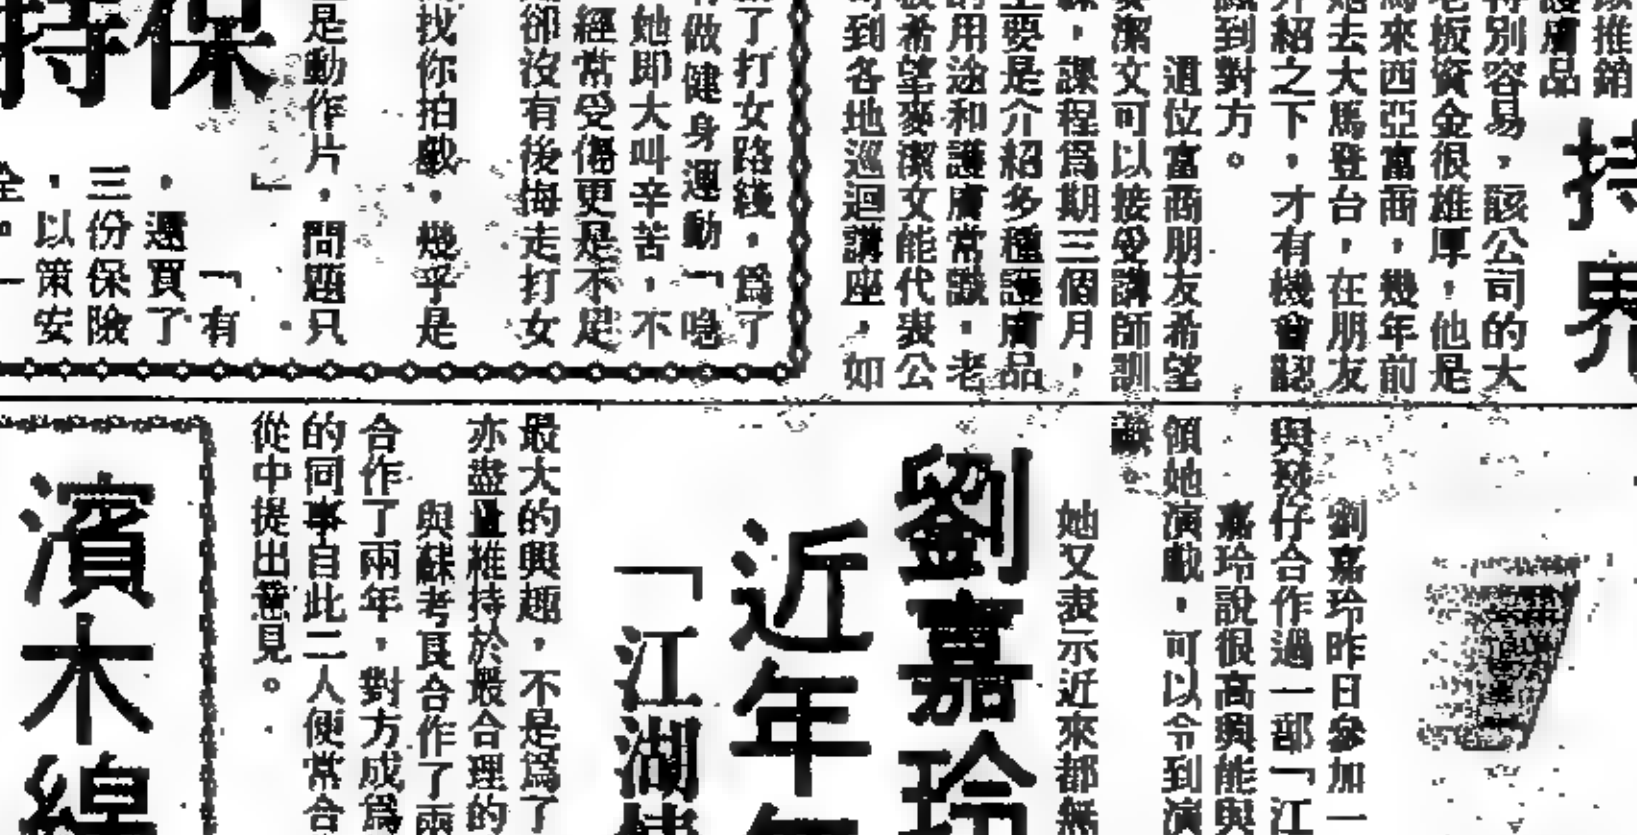 推銷
護膚品
持界
特別容易，該公司的大
老板資金很雄厚，他是
馬來西亞富商，幾年前
她去大馬登台，在朋友
介紹之下，才有機會認
識到對方。
這位富商朋友希望
麥潔文可以接受講師訓
練，課程爲期三個月，
主要是介紹多種護膚品
的用途和護膚常識，老
板希望麥潔文能代表公
到各地巡迴講座，如
了打女路綫，爲了
做健身運動「
她即大叫辛苦，不
經常受傷更是不足
卻沒有後悔走打女
找你拍戲，幾乎是
是動作片，問題只
」
保持
「有
，還買了
三份保險
，以策安
全。一
劉嘉玲昨日參加一
與發仔合作過一部「江
嘉玲說很高興能與
領她演戲，可以令到演
她又表示近來都無
劉嘉玲
近年
「江湖
最大的興趣，不是爲了
亦盡量維持於最合理的
與蘇考良合作了兩
合作了兩年，對方成爲
的同事自此二人便常合
從中提出意見。
濱木綿